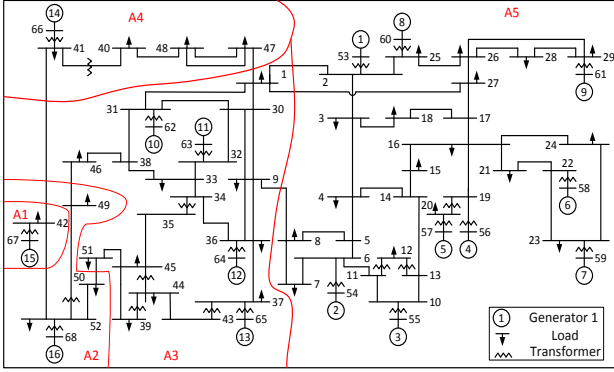 14 A4 1 8 A5
66 53 60
41 40 48 47 2 25 26 28 29
61
1 27 9
31 30
62 11 3 18 17
10
63 16 24
46 38 32
33 9 15 21 22
34 58
49 4 14 20 19 6
A1 35
42 57 56
67 36 8 5 5 4 23
15 51 64 6 12 59
45 12 11 13 7
50 44 7 54
10
52 39 43 65 37 2 55
68 13 3
16 A2 A3
1 Generator 1
Load
Transformer